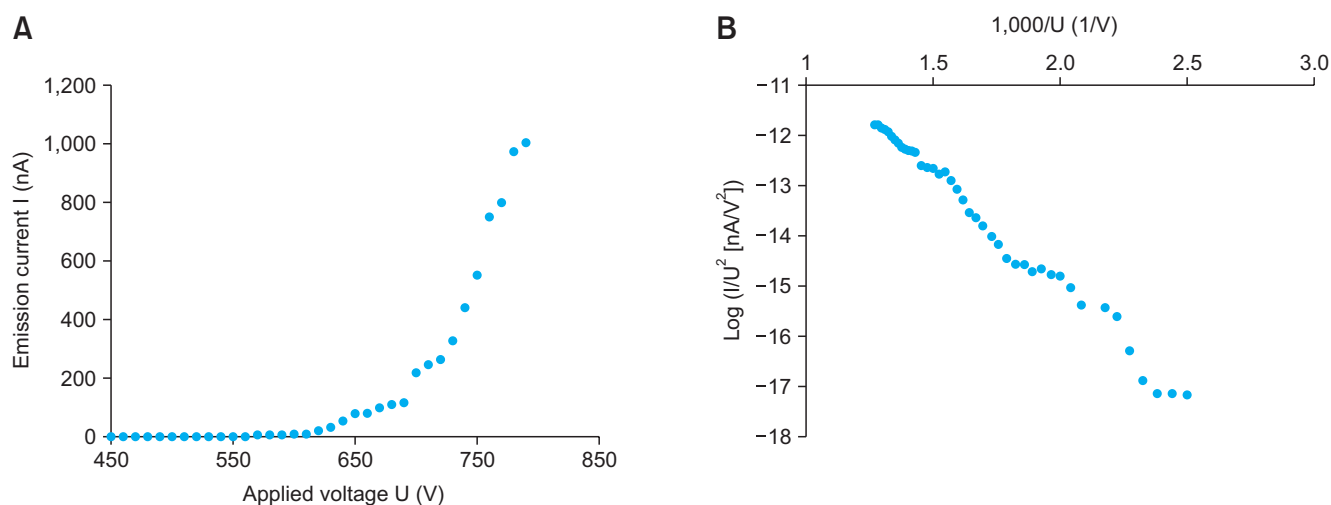 A
1,200
1,000
800
600
400
200
0
450 550 650 750 850
Emission current I (nA)
Applied voltage U (V)
B
1,000/U (1/V)
1 1.5 2.0 2.5 3.0
−11
−12
−13
−14
−15
−16
−17
−18
Log (I/U² [nA/V²])